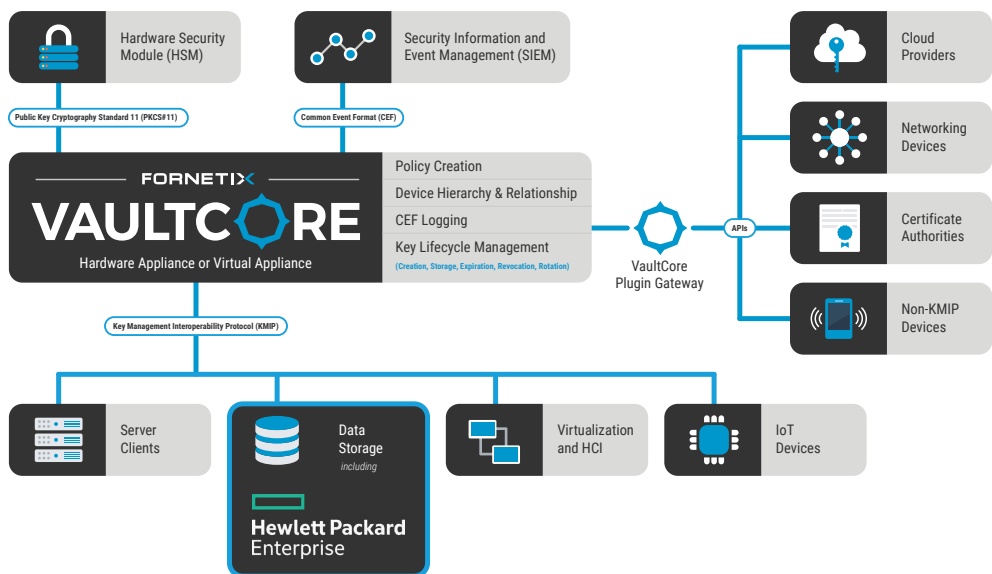 Hardware Security
Module (HSM)
Security Information and
Event Management (SIEM)
Cloud
Providers
Public Key Cryptography Standard 11 (PKCS#11)
Common Event Format (CEF)
Networking
Devices
FORNETIX
VAULTCORE
Hardware Appliance or Virtual Appliance
Policy Creation
Device Hierarchy & Relationship
CEF Logging
Key Lifecycle Management
(Creation, Storage, Expiration, Revocation, Rotation)
VaultCore
Plugin Gateway
APIs
Certificate
Authorities
Non-KMIP
Devices
Key Management Interoperability Protocol (KMIP)
Server
Clients
Data
Storage
including
Hewlett Packard
Enterprise
Virtualization
and HCI
IoT
Devices